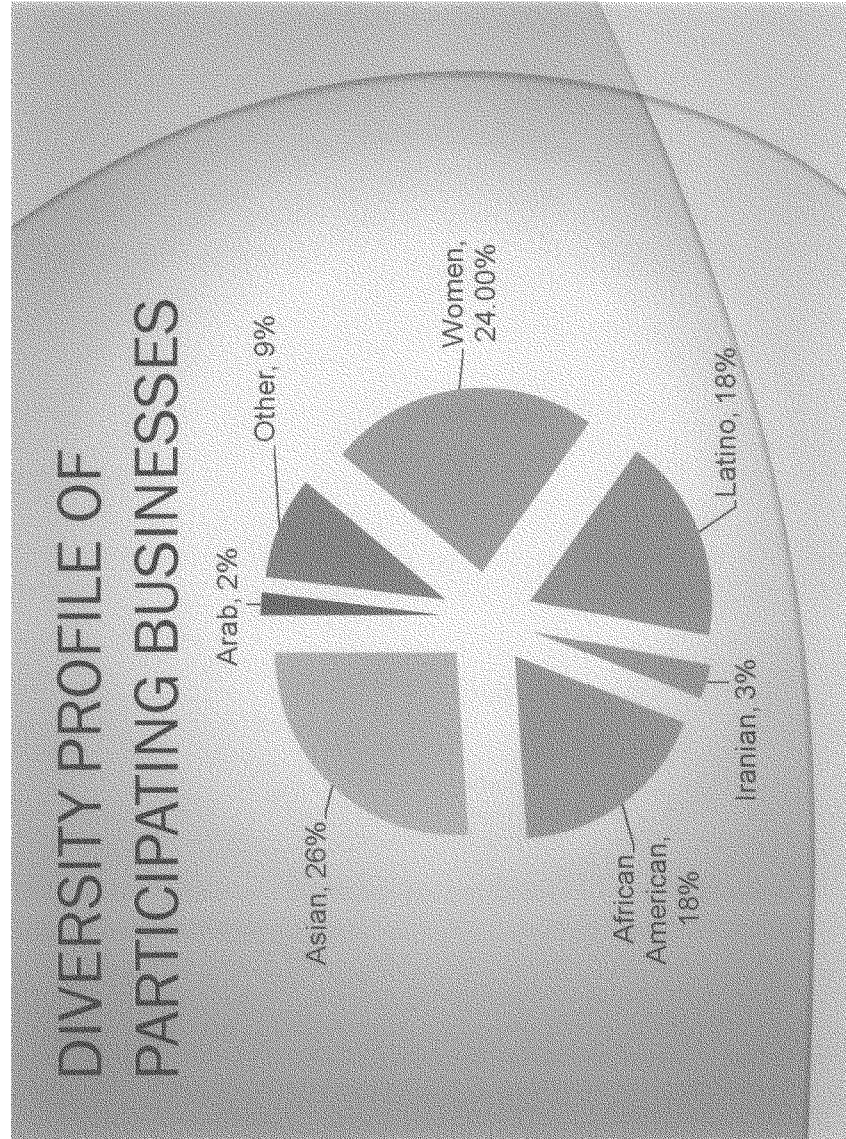 DIVERSITY PROFILE OF
PARTICIPATING BUSINESSES
Arab, 2%
Other, 9%
Women,
24.00%
Latino, 18%
Iranian, 3%
African
American,
18%
Asian, 26%